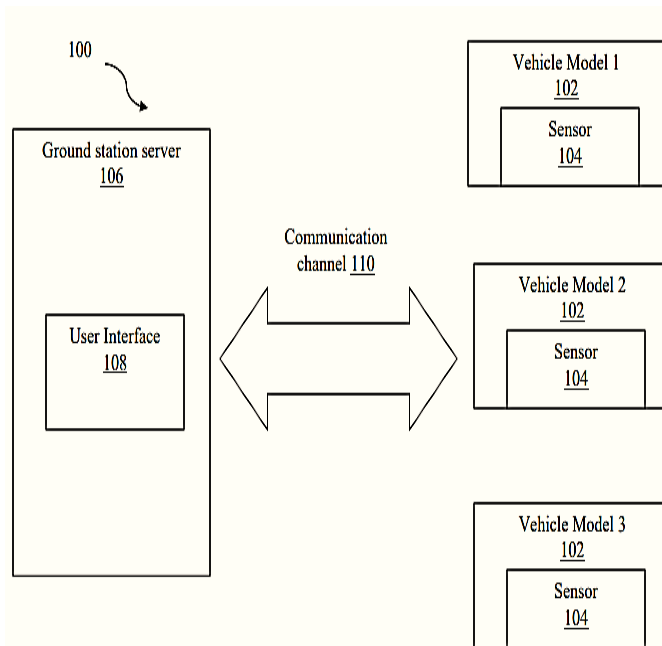 100
Ground station server
106
User Interface
108
Communication
channel 110
Vehicle Model 1
102
Sensor
104
Vehicle Model 2
102
Sensor
104
Vehicle Model 3
102
Sensor
104